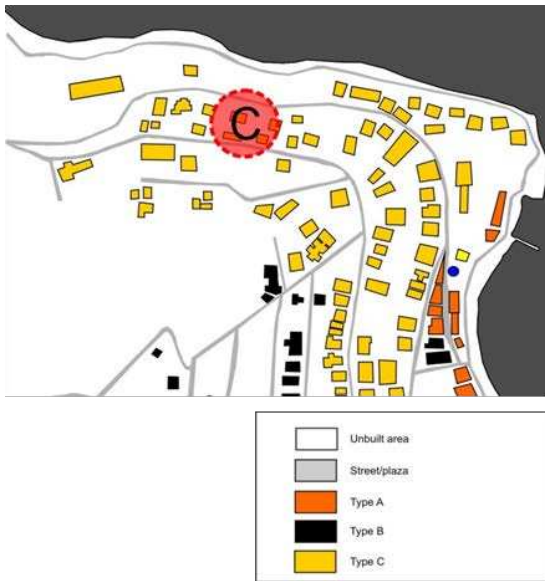 C
Unbuilt area
Street/plaza
Type A
Type B
Type C